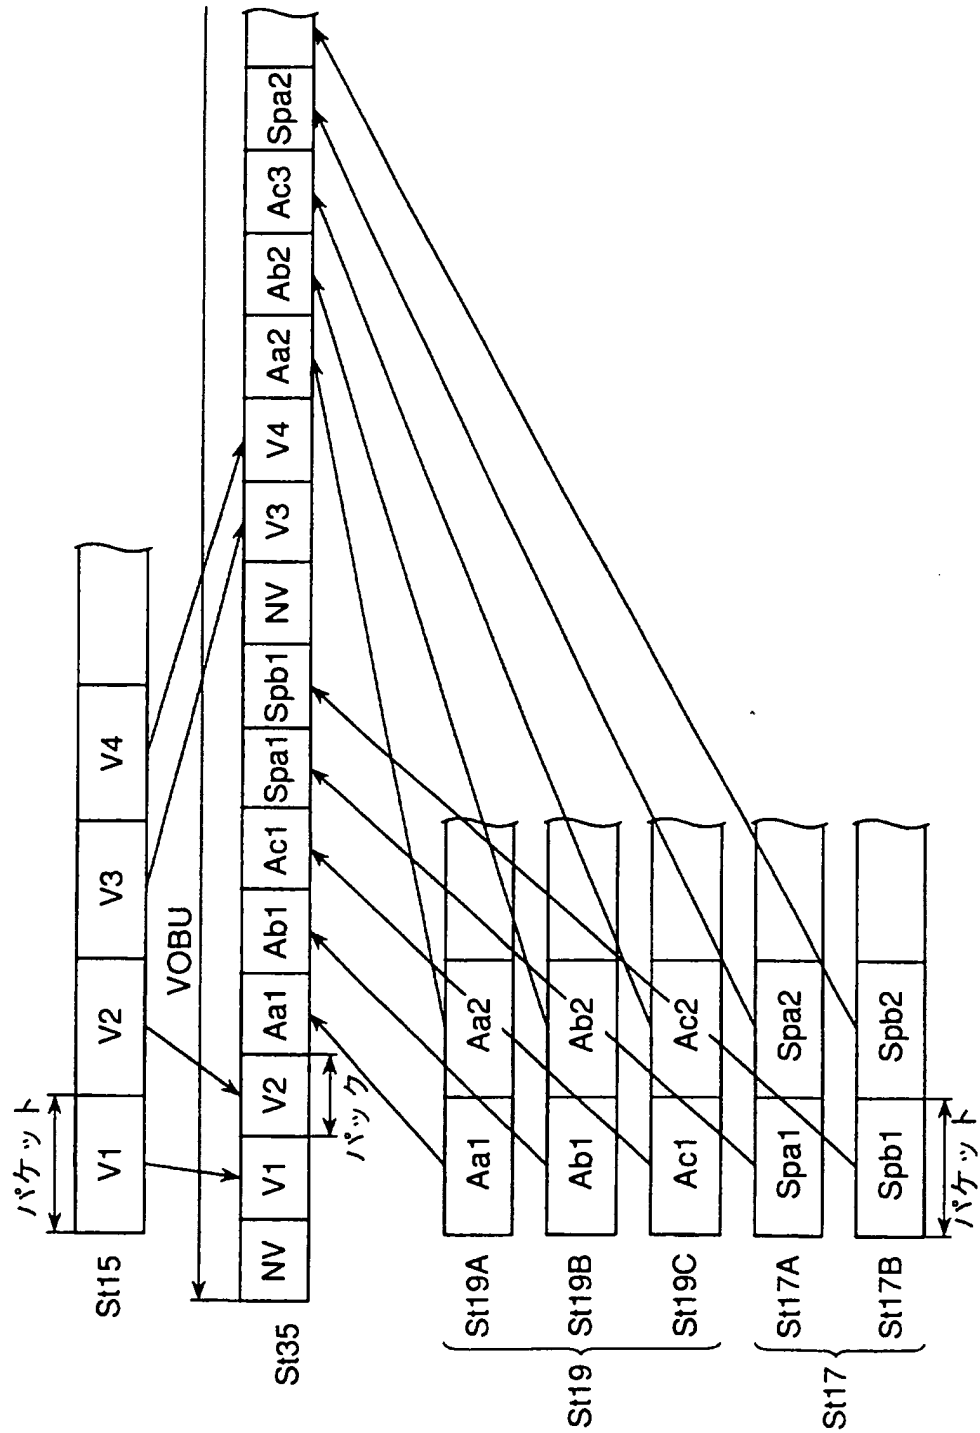 パケット
St15 V1 V2 V3 V4
VOBU
St35 NV V1 V2 Aa1 Ab1 Ac1 Spa1 Spb1 NV V3 V4 Aa2 Ab2 Ac3 Spa2
パック
St19
St19A Aa1 Aa2
St19B Ab1 Ab2
St19C Ac1 Ac2
St17
St17A Spa1 Spa2
St17B Spb1 Spb2
パケット